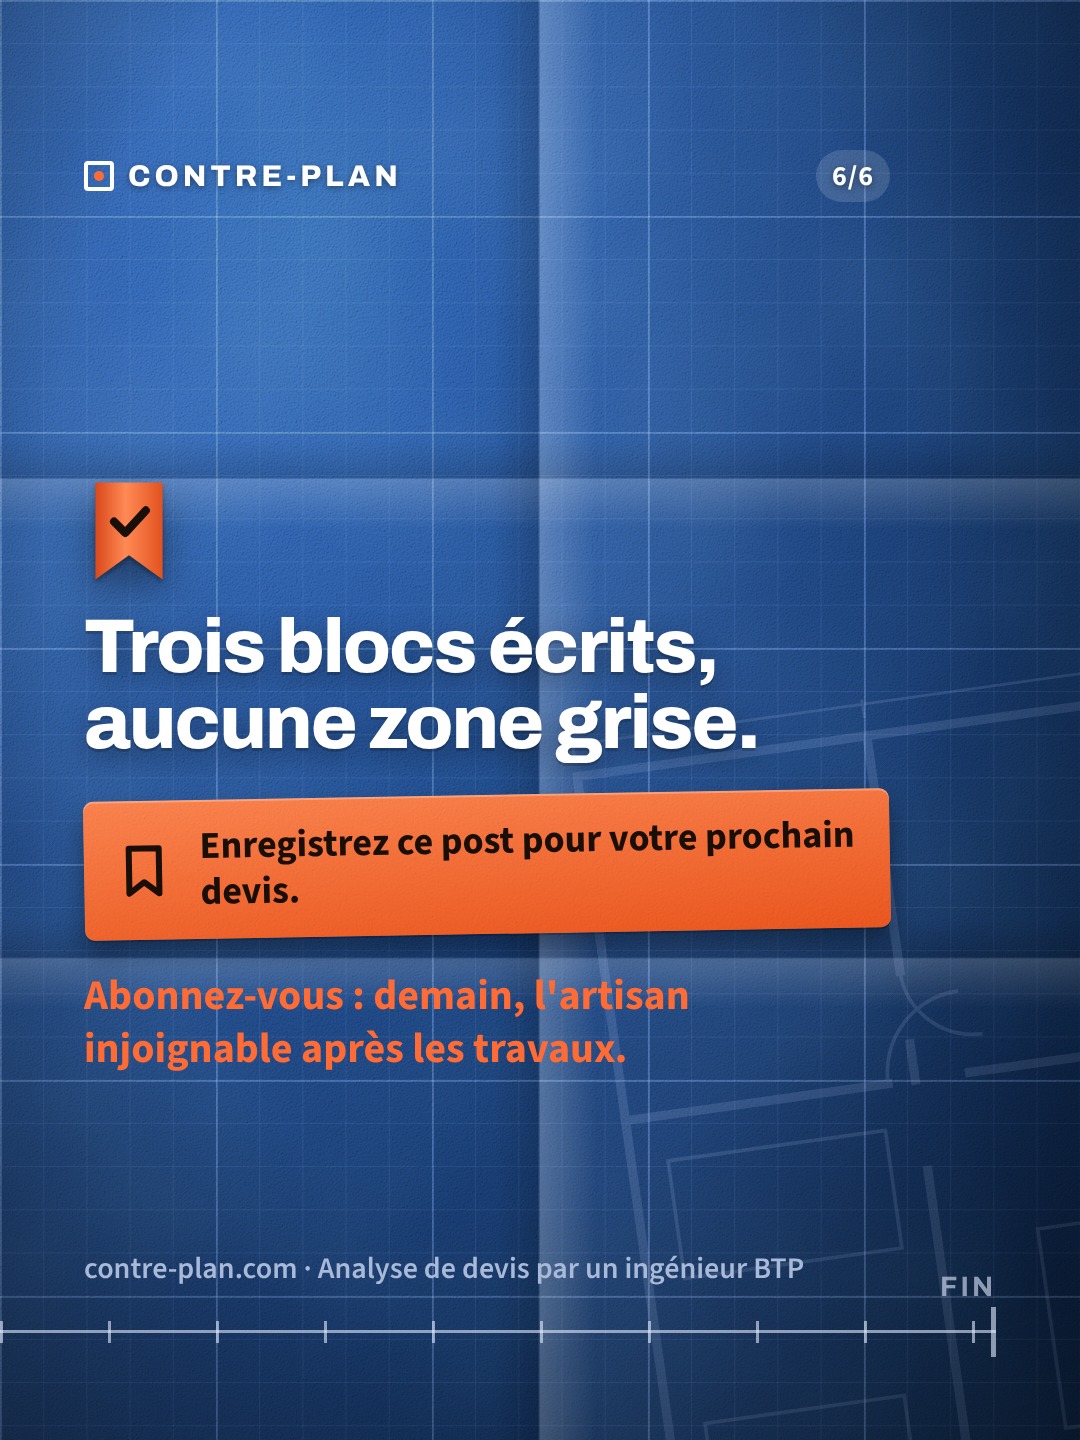 CONTRE-PLAN
6/6
Trois blocs écrits,
aucune zone grise.
Enregistrez ce post pour votre prochain
devis.
Abonnez-vous : demain, l'artisan
injoignable après les travaux.
contre-plan.com · Analyse de devis par un ingénieur BTP
FIN